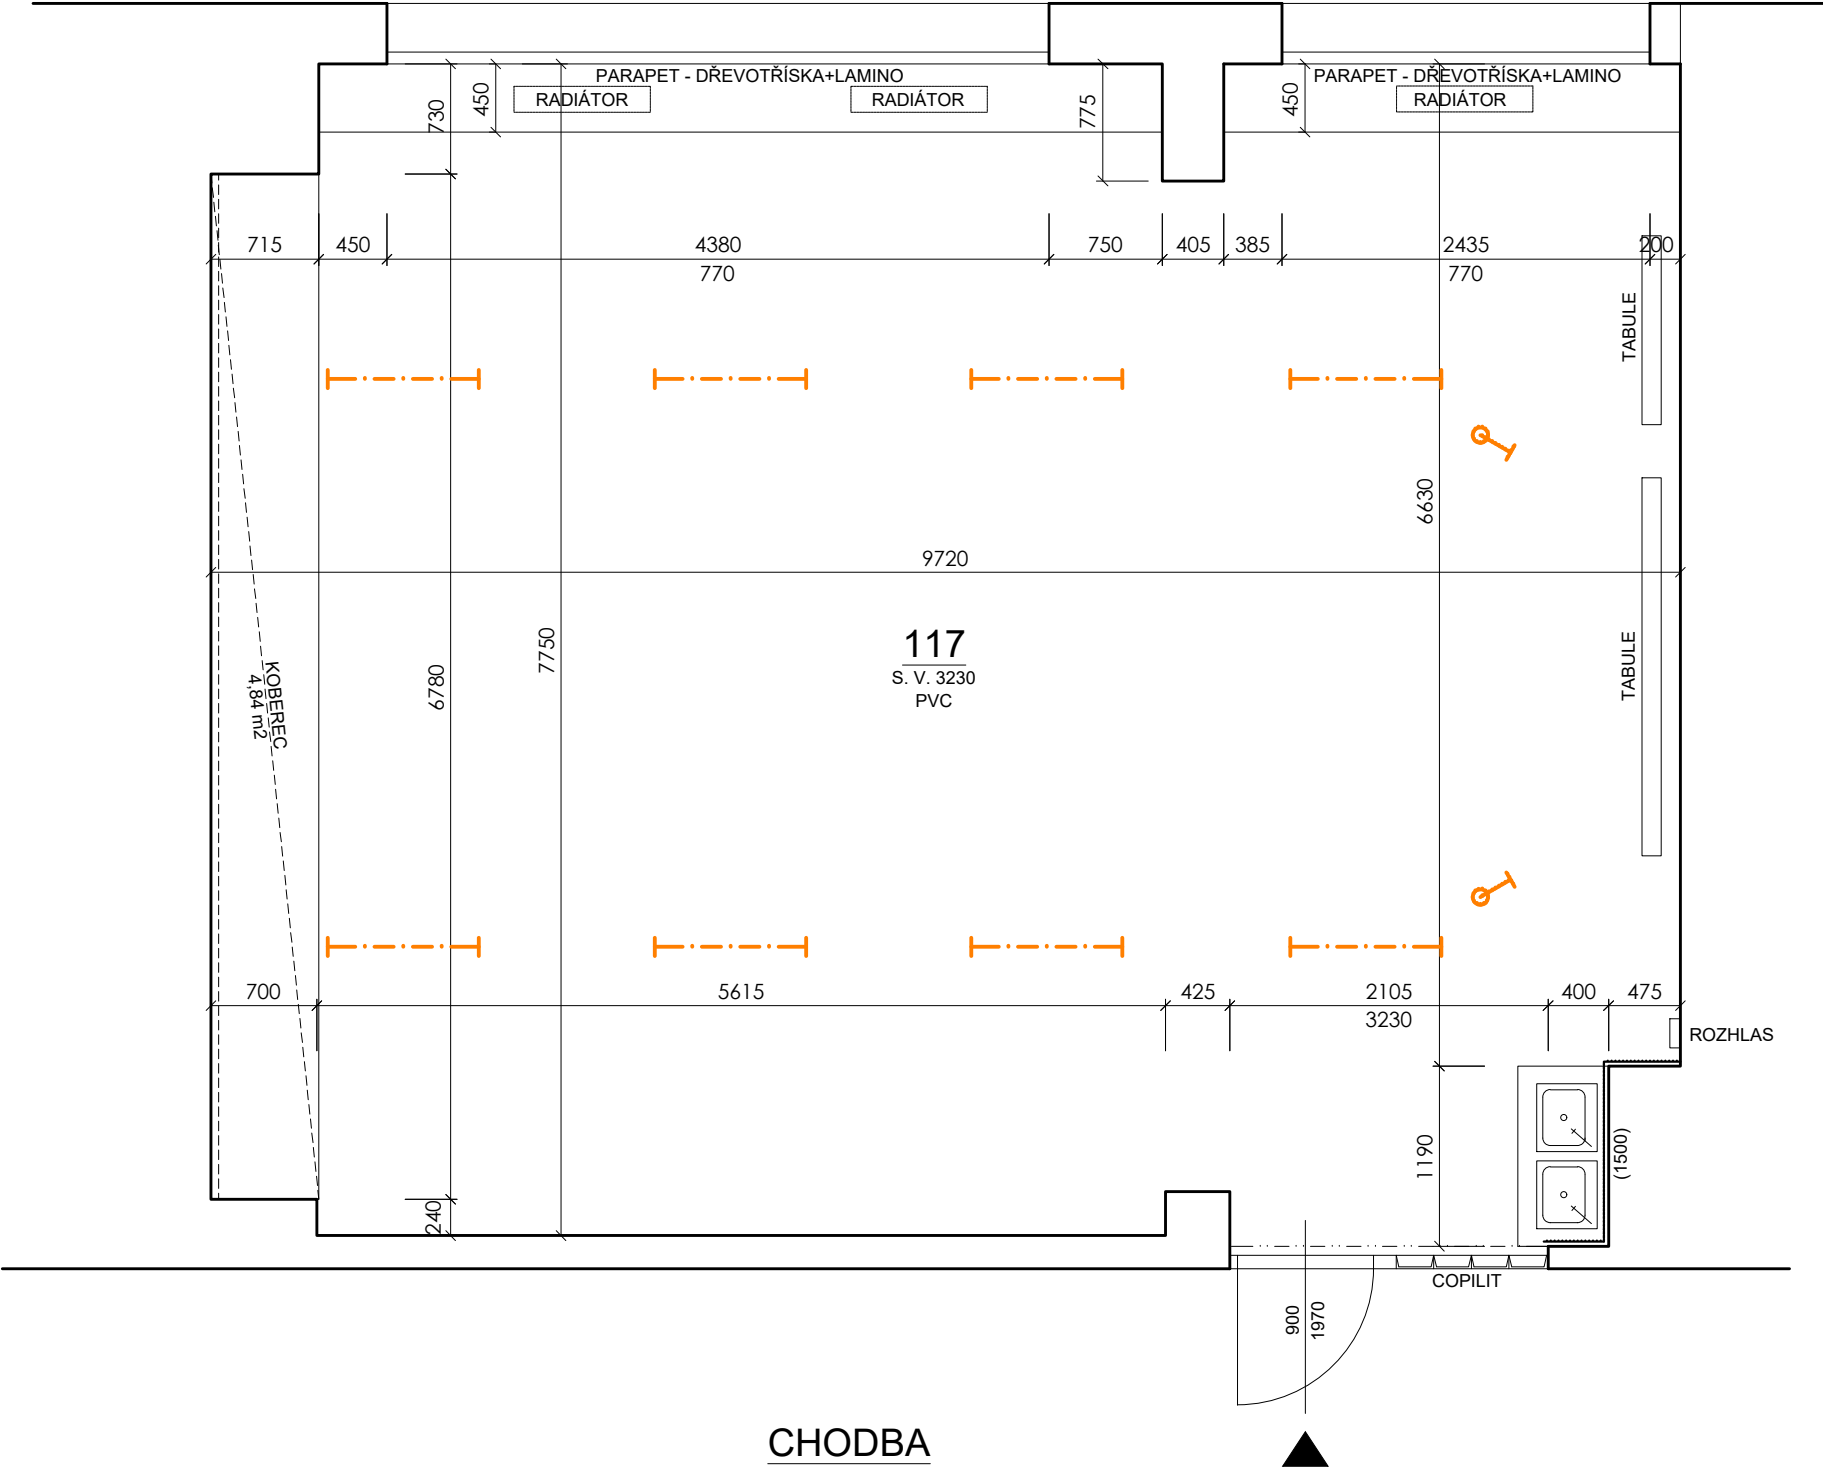 PARAPET - DŘEVOTŘÍSKA+LAMINO
PARAPET - DŘEVOTŘÍSKA+LAMINO
RADIÁTOR
RADIÁTOR
RADIÁTOR
730
450
775
450
715
450
4380
750
405
385
2435
200
770
770
TABULE
6630
9720
117
S. V. 3230
PVC
7750
6780
KOBEREC
4,84 m2
TABULE
700
5615
425
2105
400
475
3230
ROZHLAS
1190
(1500)
240
COPILIT
900
1970
CHODBA